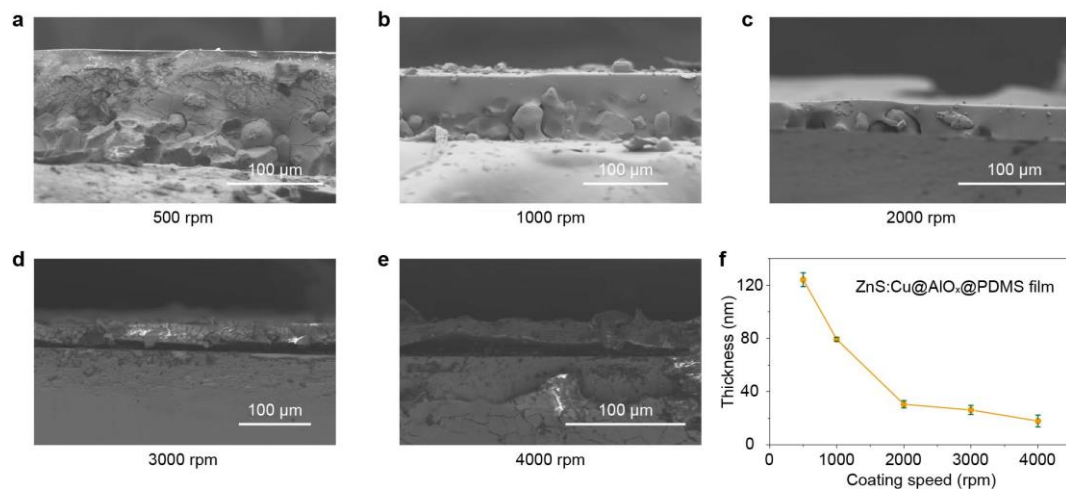 a
100 µm
500 rpm
b
100 µm
1000 rpm
c
100 µm
2000 rpm
d
100 µm
3000 rpm
e
100 µm
4000 rpm
f
ZnS:Cu@AlOₓ@PDMS film
Thickness (nm)
120
80
40
0
0 1000 2000 3000 4000
Coating speed (rpm)